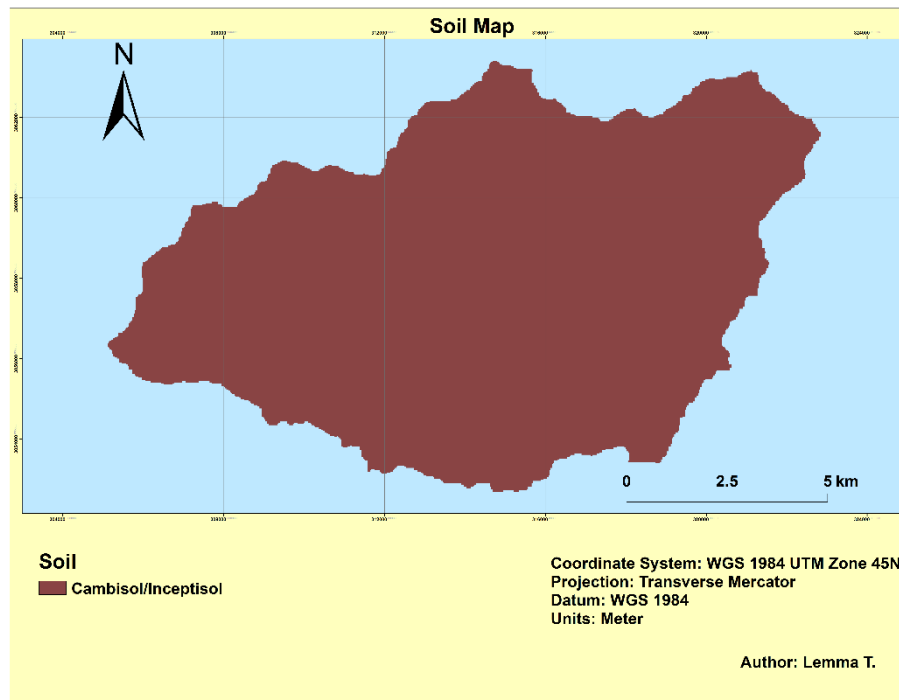 Soil Map
N
0 2.5 5 km
Soil
Cambisol/Inceptisol
Coordinate System: WGS 1984 UTM Zone 45N
Projection: Transverse Mercator
Datum: WGS 1984
Units: Meter
Author: Lemma T.